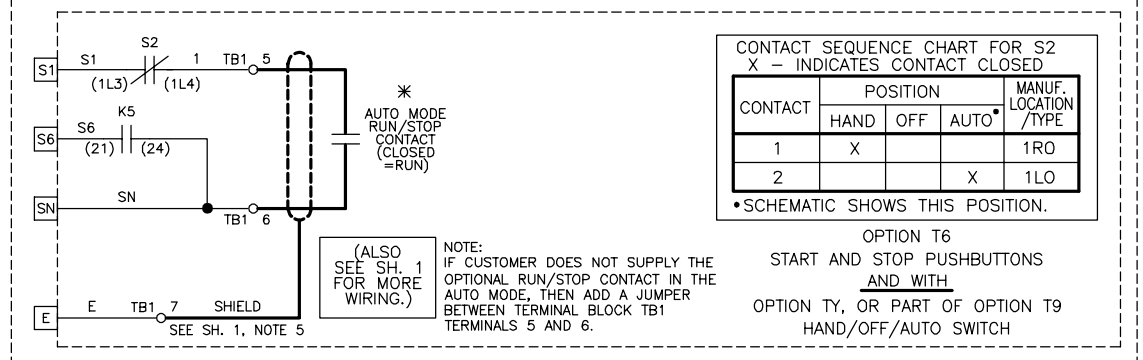 S2
S1 S1 1 TB1 5
(1L3) (1L4)
K5
S6 S6
(21) (24)
SN SN
TB1 6
E E TB1 7 SHIELD
SEE SH. 1, NOTE 5
*
AUTO MODE
RUN/STOP
CONTACT
(CLOSED
=RUN)
(ALSO
SEE SH. 1
FOR MORE
WIRING.)
NOTE:
IF CUSTOMER DOES NOT SUPPLY THE
OPTIONAL RUN/STOP CONTACT IN THE
AUTO MODE, THEN ADD A JUMPER
BETWEEN TERMINAL BLOCK TB1
TERMINALS 5 AND 6.
CONTACT SEQUENCE CHART FOR S2
X – INDICATES CONTACT CLOSED
CONTACT POSITION MANUF.
LOCATION
/TYPE
HAND OFF AUTO•
1 X 1RO
2 X 1LO
•SCHEMATIC SHOWS THIS POSITION.
OPTION T6
START AND STOP PUSHBUTTONS
AND WITH
OPTION TY, OR PART OF OPTION T9
HAND/OFF/AUTO SWITCH